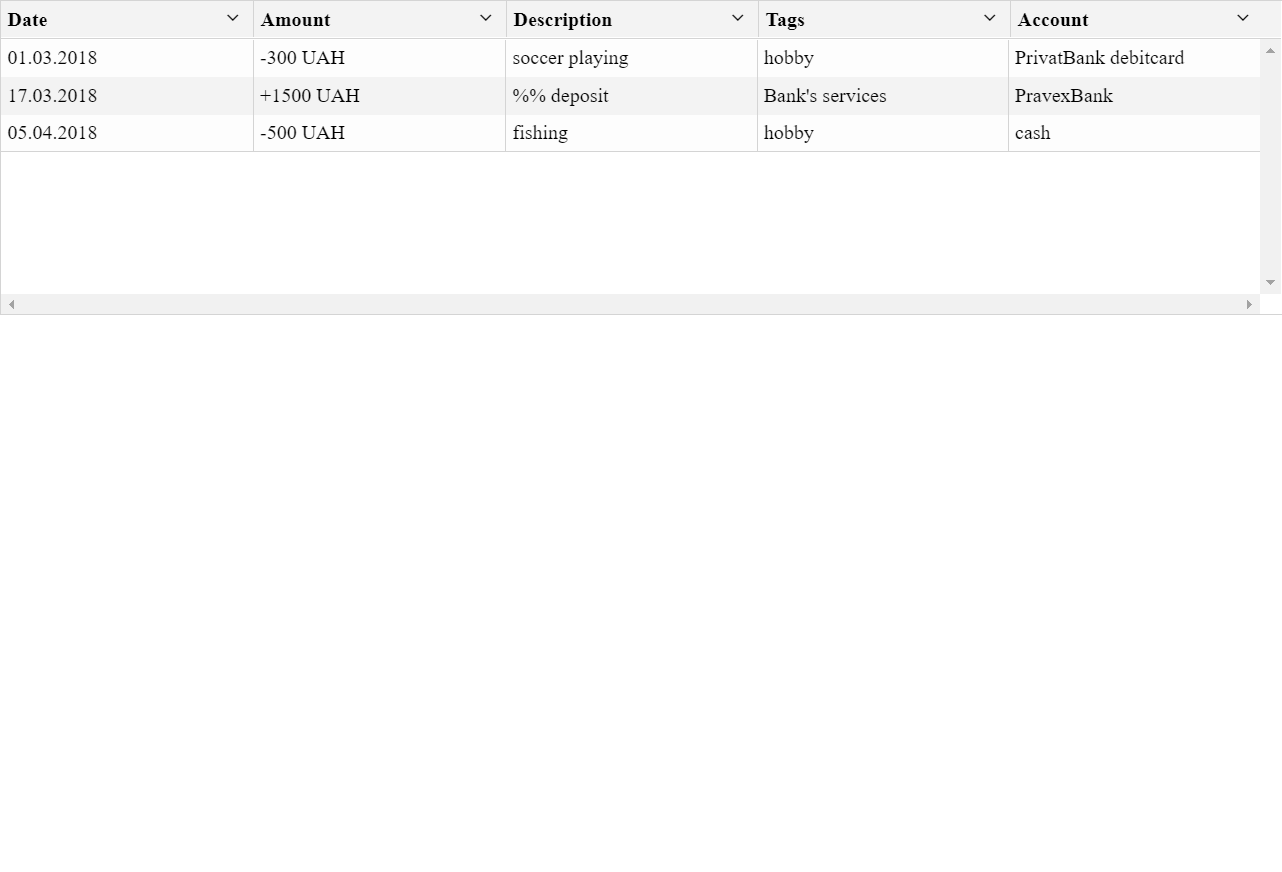 Date Amount Description Tags Account
01.03.2018 -300 UAH soccer playing hobby PrivatBank debitcard
17.03.2018 +1500 UAH %% deposit Bank's services PravexBank
05.04.2018 -500 UAH fishing hobby cash